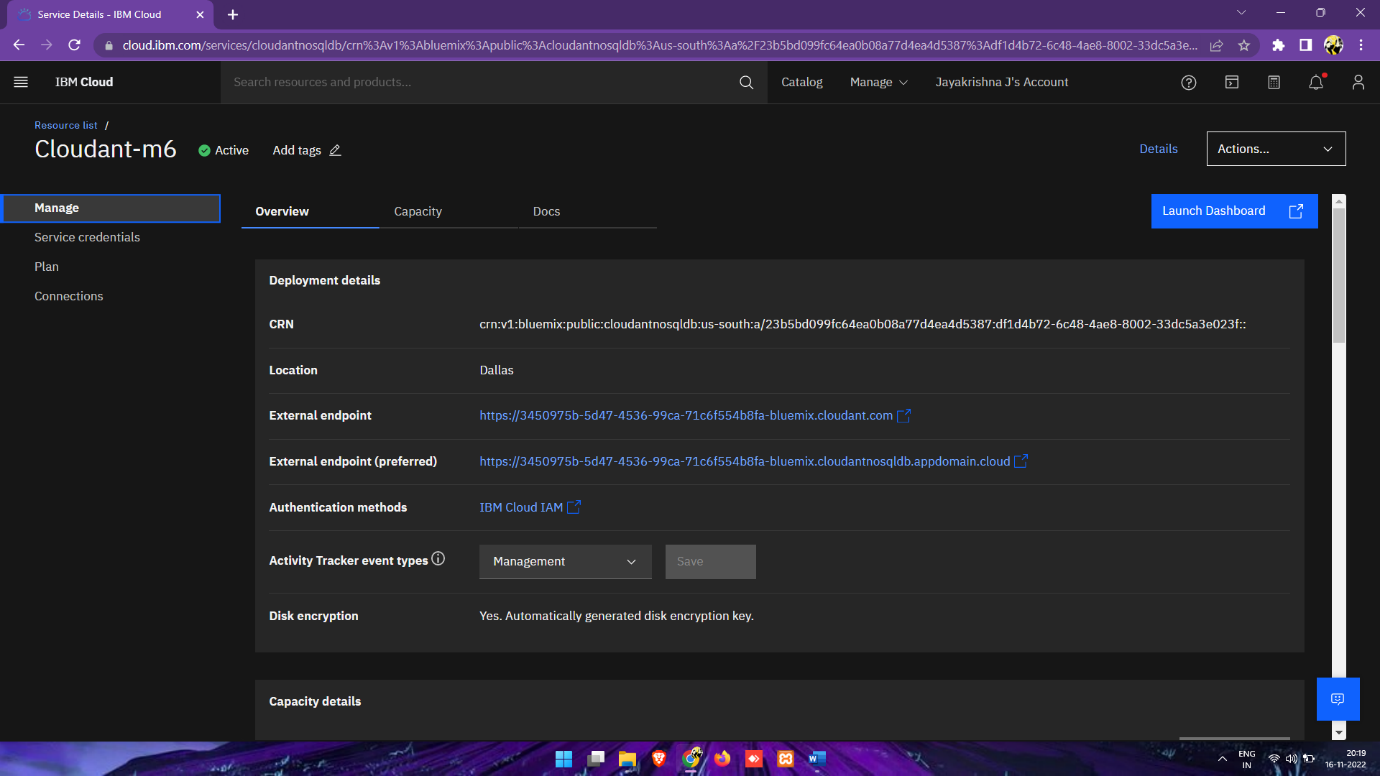 Service Details - IBM Cloud
cloud.ibm.com/services/cloudantnosqldb/crn%3Av1%3Abluemix%3Apublic%3Acloudantnosqldb%3Aus-south%3Aa%2F23b5bd099fc64ea0b08a77d4ea4d5387%3Adf1d4b72-6c48-4ae8-8002-33dc5a3e...
IBM Cloud
Search resources and products...
Catalog
Manage
Jayakrishna J's Account
Resource list /
Cloudant-m6
Active
Add tags
Details
Actions...
Manage
Service credentials
Plan
Connections
Overview
Capacity
Docs
Launch Dashboard
Deployment details
CRN
crn:v1:bluemix:public:cloudantnosqldb:us-south:a/23b5bd099fc64ea0b08a77d4ea4d5387:df1d4b72-6c48-4ae8-8002-33dc5a3e023f::
Location
Dallas
External endpoint
https://3450975b-5d47-4536-99ca-71c6f554b8fa-bluemix.cloudant.com
External endpoint (preferred)
https://3450975b-5d47-4536-99ca-71c6f554b8fa-bluemix.cloudantnosqldb.appdomain.cloud
Authentication methods
IBM Cloud IAM
Activity Tracker event types
Management
Save
Disk encryption
Yes. Automatically generated disk encryption key.
Capacity details
ENG
IN
20:19
16-11-2022